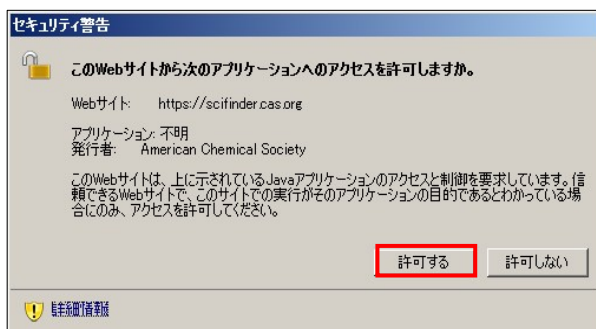 セキュリティ警告
このWebサイトから次のアプリケーションへのアクセスを許可しますか。
Webサイト: https://scifinder.cas.org
アプリケーション: 不明
発行者: American Chemical Society
このWebサイトは、上に示されているJavaアプリケーションのアクセスと制御を要求しています。信
頼できるWebサイトで、このサイトでの実行がそのアプリケーションの目的であるとわかっている場
合にのみ、アクセスを許可してください。
許可する 許可しない
詳細情報